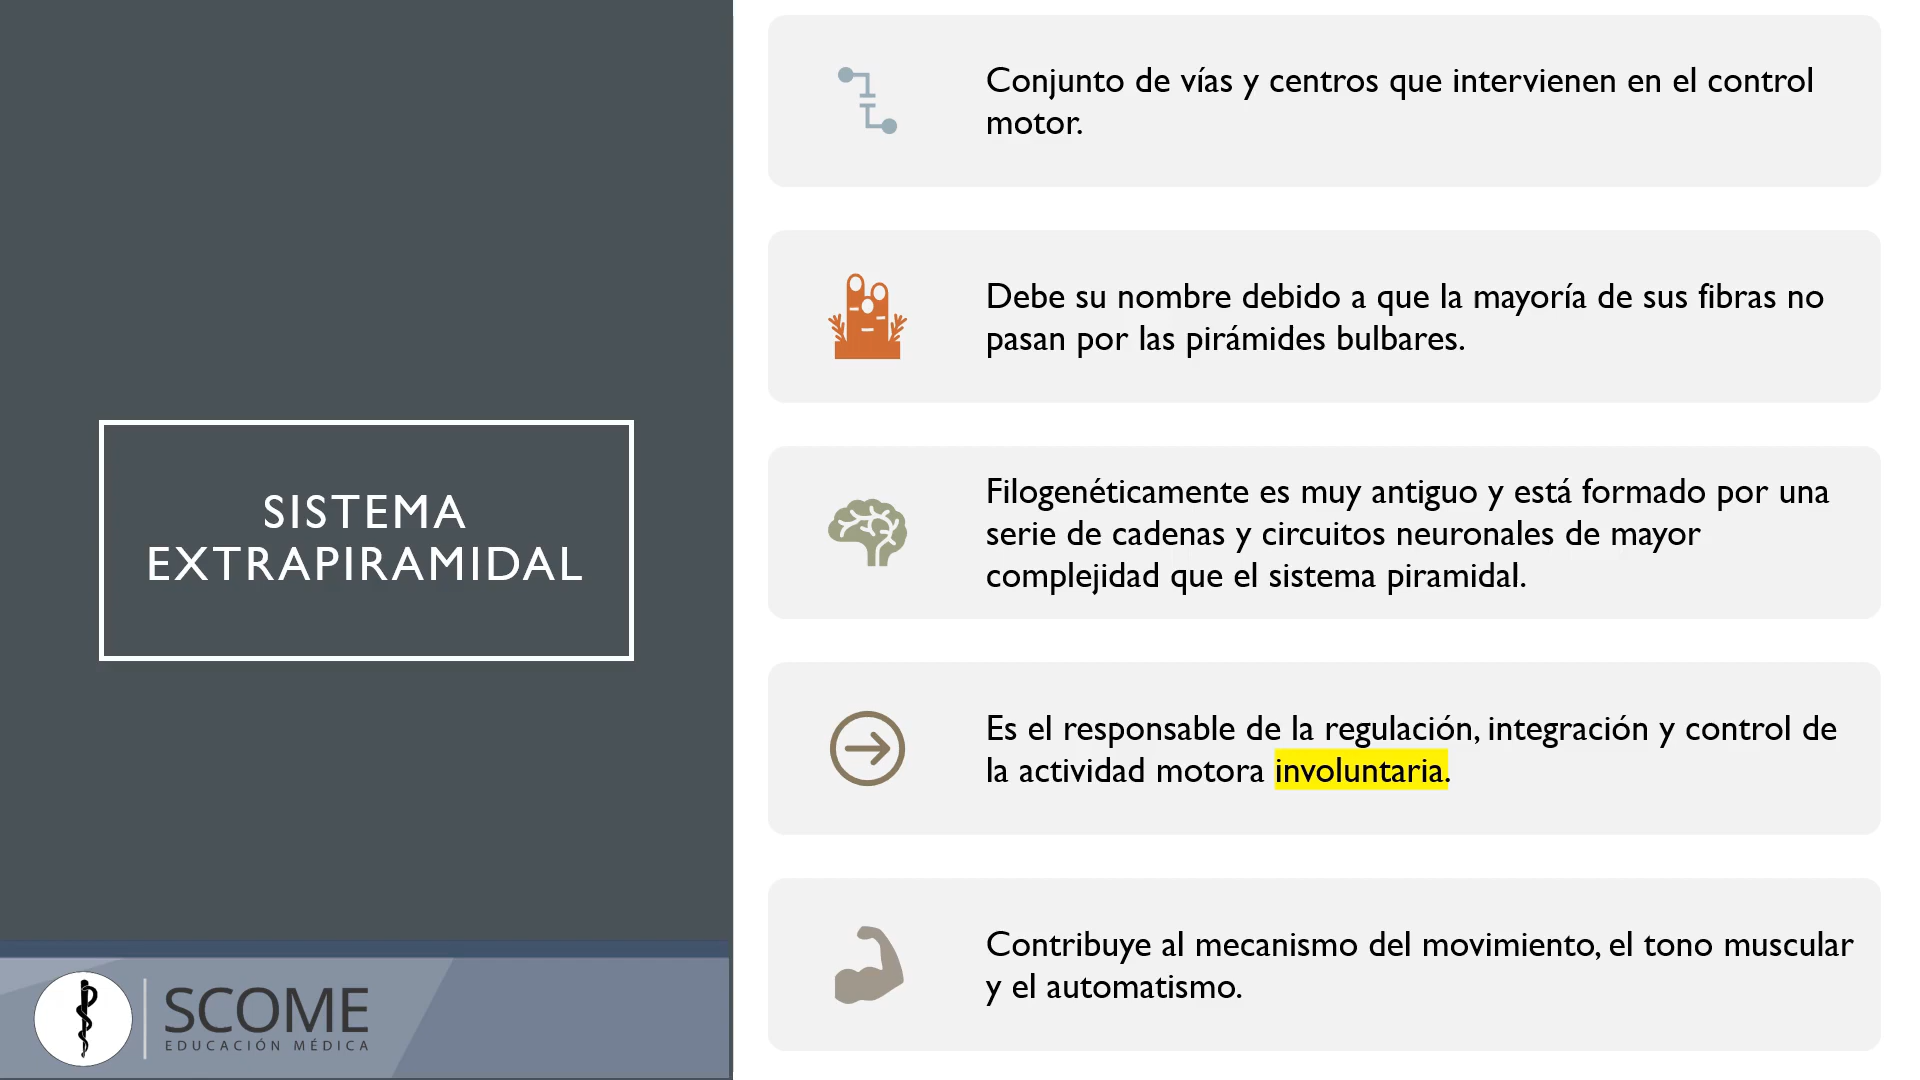 SISTEMA
EXTRAPIRAMIDAL
Conjunto de vías y centros que intervienen en el control
motor.
Debe su nombre debido a que la mayoría de sus fibras no
pasan por las pirámides bulbares.
Filogenéticamente es muy antiguo y está formado por una
serie de cadenas y circuitos neuronales de mayor
complejidad que el sistema piramidal.
Es el responsable de la regulación, integración y control de
la actividad motora involuntaria.
Contribuye al mecanismo del movimiento, el tono muscular
y el automatismo.
SCOME
EDUCACIÓN MÉDICA